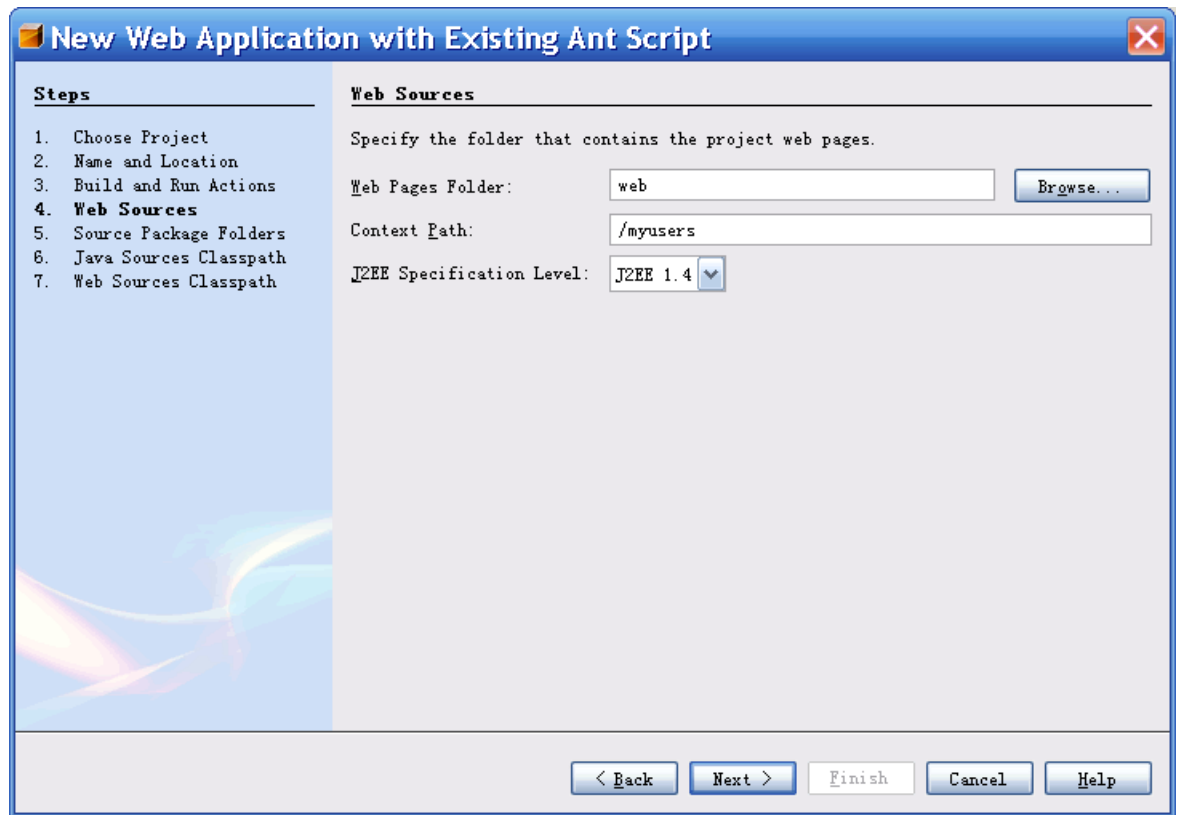 New Web Application with Existing Ant Script
Steps
1. Choose Project
2. Name and Location
3. Build and Run Actions
4. Web Sources
5. Source Package Folders
6. Java Sources Classpath
7. Web Sources Classpath
Web Sources
Specify the folder that contains the project web pages.
Web Pages Folder: web Browse...
Context Path: /myusers
J2EE Specification Level: J2EE 1.4
< Back Next > Finish Cancel Help